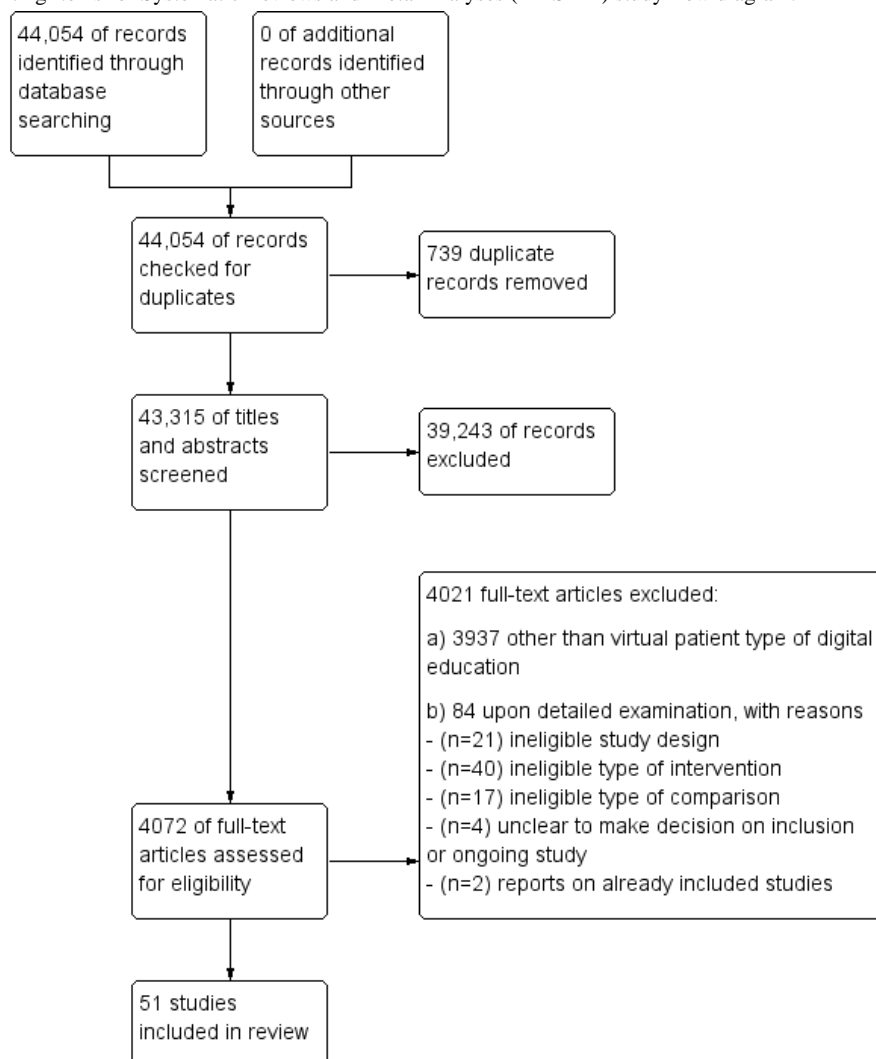 44,054 of records
identified through
database
searching
0 of additional
records identified
through other
sources
44,054 of records
checked for
duplicates
739 duplicate
records removed
43,315 of titles
and abstracts
screened
39,243 of records
excluded
4021 full-text articles excluded:
a) 3937 other than virtual patient type of digital
education
b) 84 upon detailed examination, with reasons
- (n=21) ineligible study design
- (n=40) ineligible type of intervention
- (n=17) ineligible type of comparison
- (n=4) unclear to make decision on inclusion
or ongoing study
- (n=2) reports on already included studies
4072 of full-text
articles assessed
for eligibility
51 studies
included in review